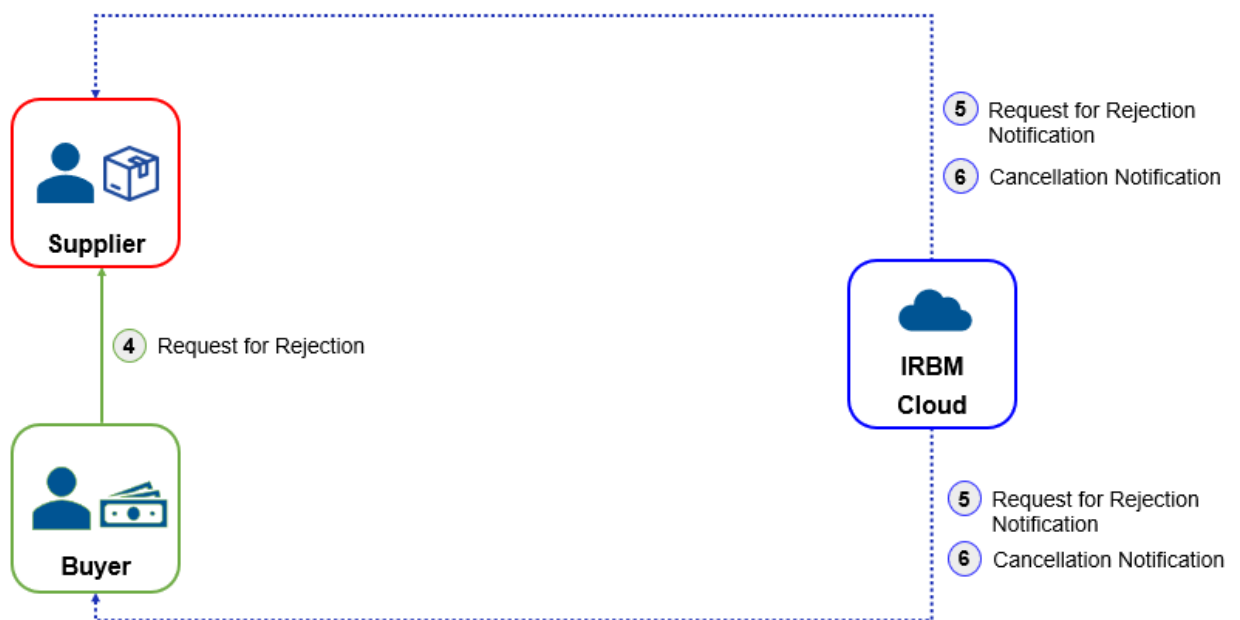 5 Request for Rejection
Notification
6 Cancellation Notification
Supplier
4 Request for Rejection
IRBM
Cloud
5 Request for Rejection
Notification
6 Cancellation Notification
Buyer